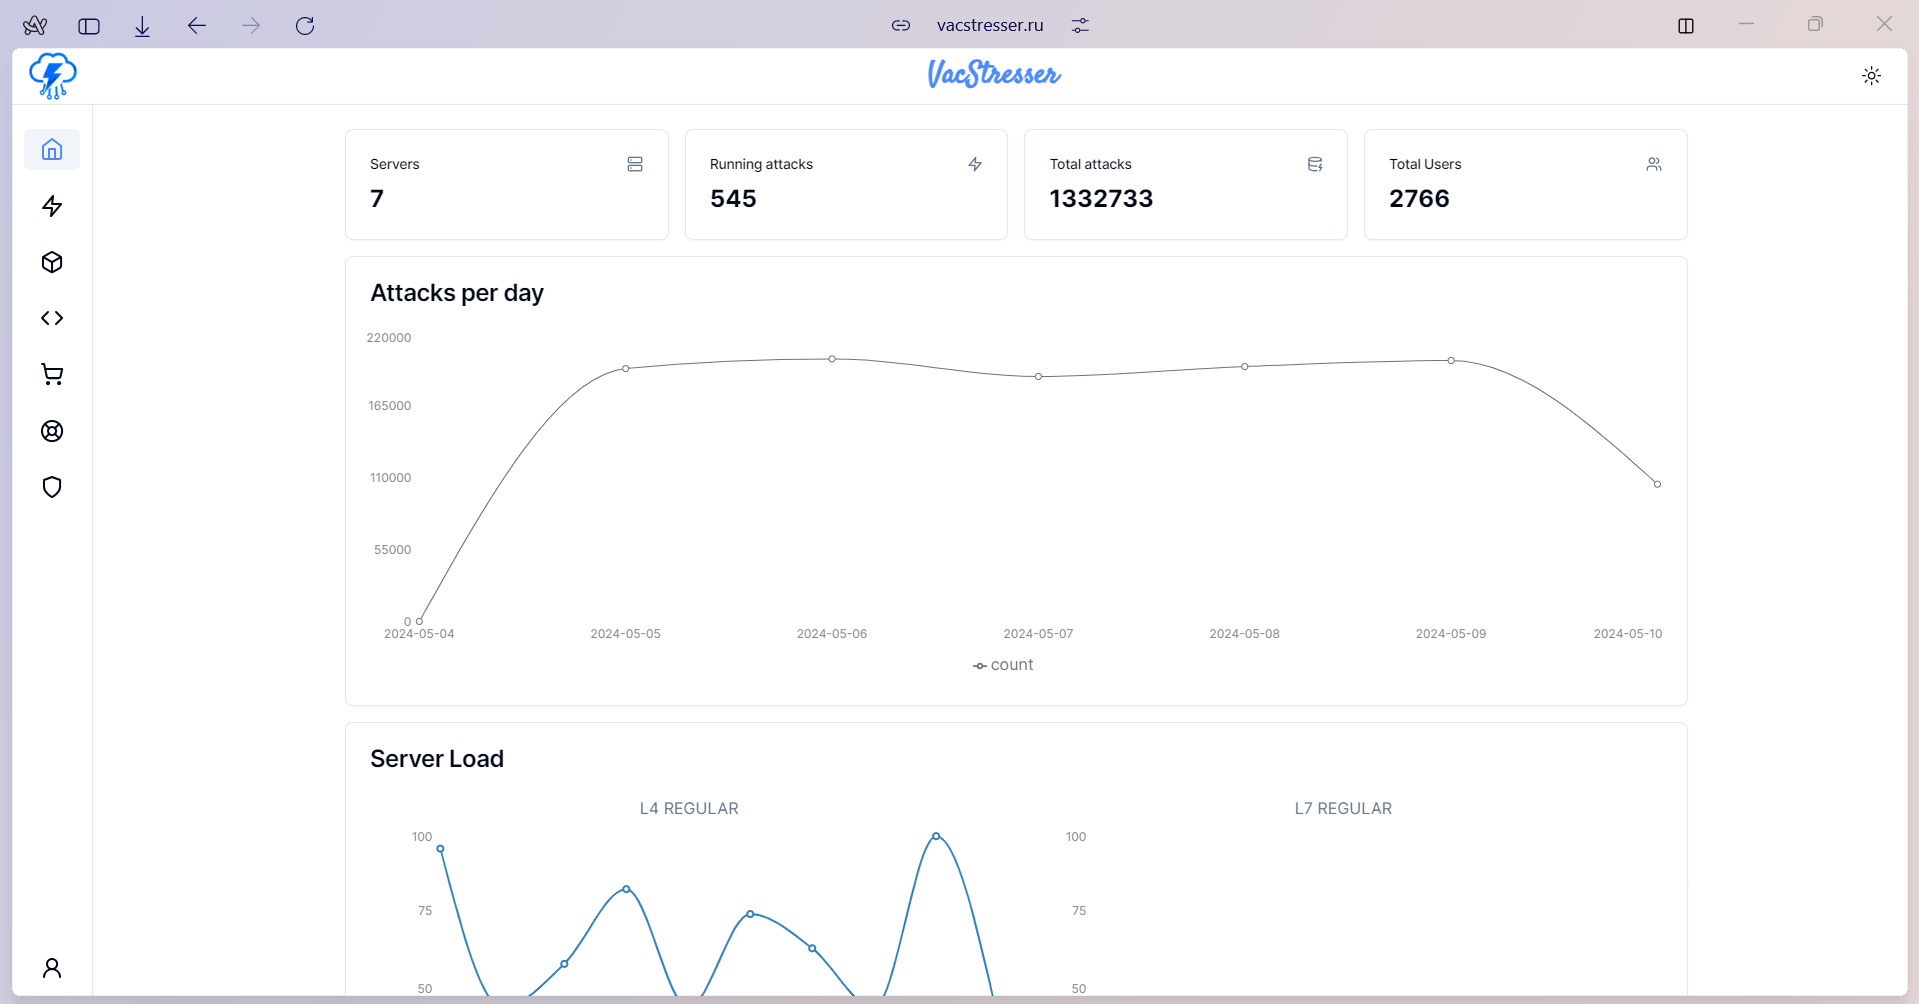 vacstresser.ru
VacStresser
Servers
7
Running attacks
545
Total attacks
1332733
Total Users
2766
Attacks per day
220000
165000
110000
55000
0
2024-05-04 2024-05-05 2024-05-06 2024-05-07 2024-05-08 2024-05-09 2024-05-10
count
Server Load
L4 REGULAR
100
75
50
L7 REGULAR
100
75
50